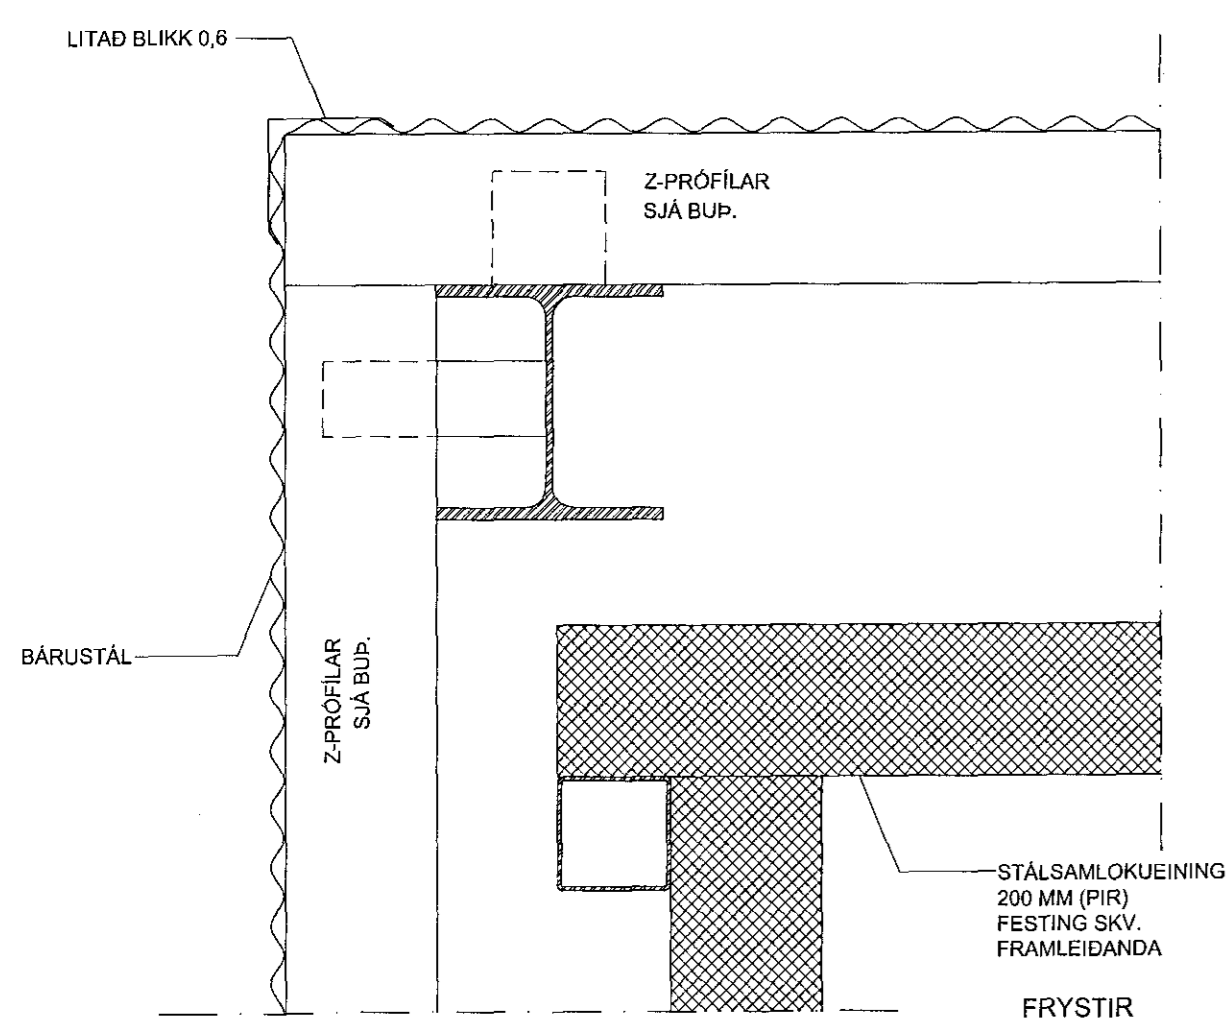 LITAÐ BLIKK 0,6
Z-PRÓFÍLAR
SJÁ BUÞ.
BÁRUSTÁL
Z-PRÓFÍLAR
SJÁ BUÞ.
STÁLSAMLOKUEINING
200 MM (PIR)
FESTING SKV.
FRAMLEIÐANDA
FRYSTIR